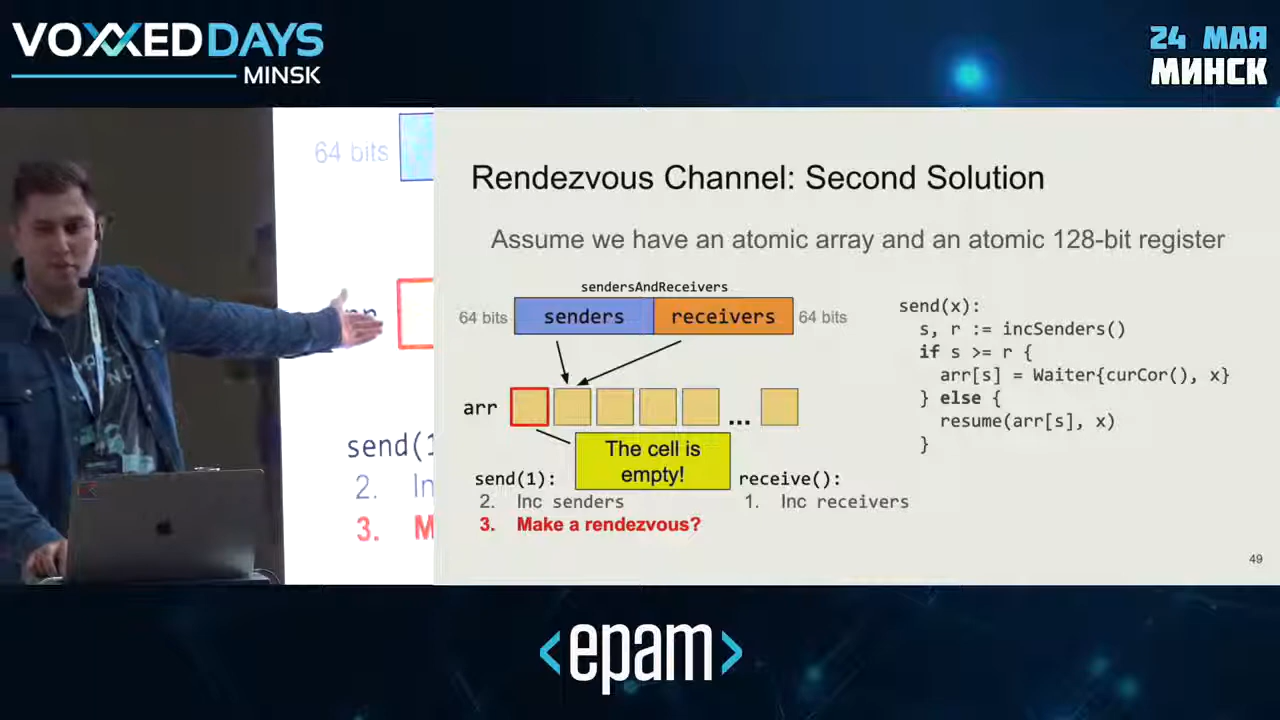 VOXXEDDAYS
MINSK
24 МАЯ
МИНСК
64 bits
send(1
2. In
3. M
Rendezvous Channel: Second Solution
Assume we have an atomic array and an atomic 128-bit register
sendersAndReceivers
64 bits
senders
receivers
64 bits
arr
...
The cell is
empty!
send(1):
2. Inc senders
3. Make a rendezvous?
receive():
1. Inc receivers
send(x):
s, r := incSenders()
if s >= r {
arr[s] = Waiter{curCor(), x}
} else {
resume(arr[s], x)
}
49
<epam>